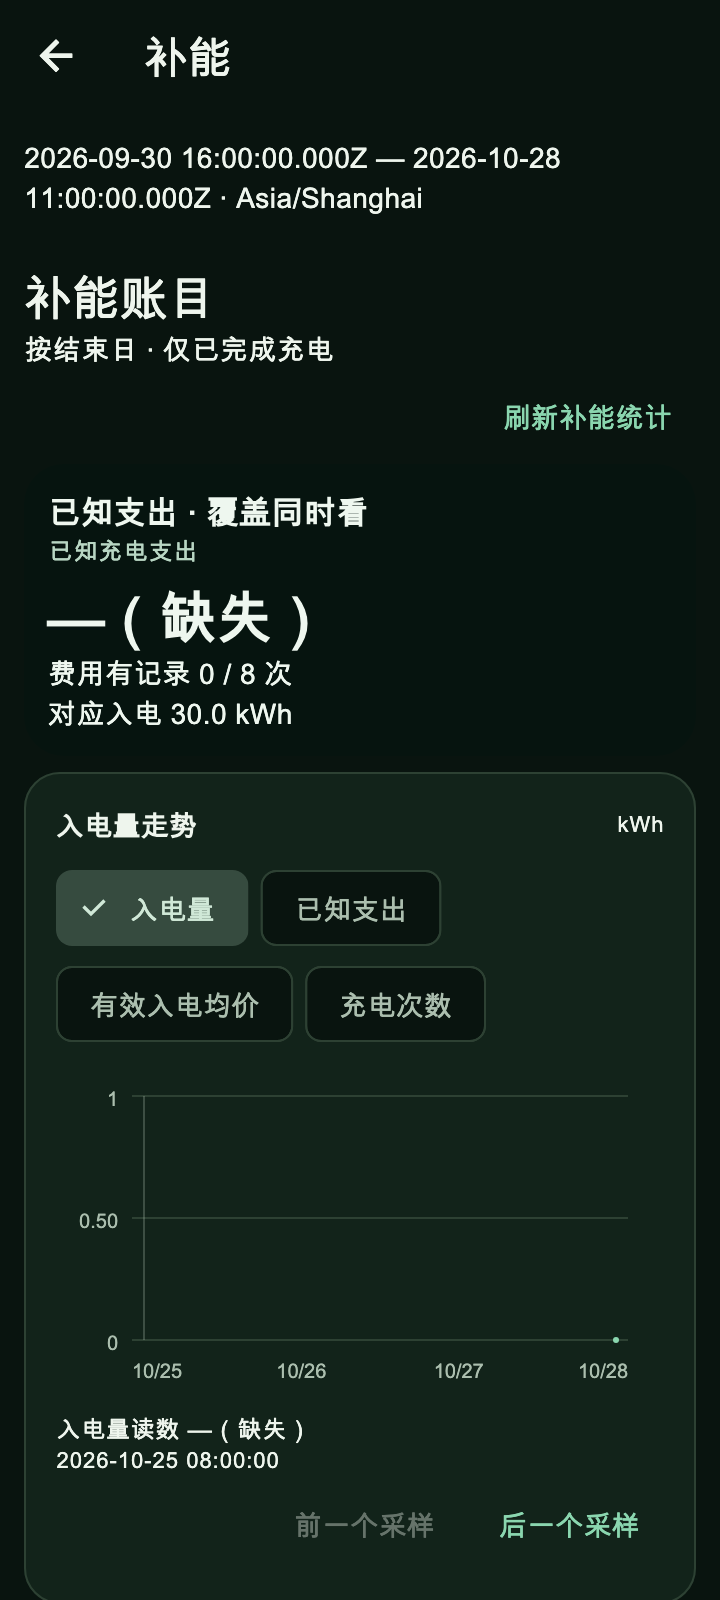 补能
2026-09-30 16:00:00.000Z — 2026-10-28
11:00:00.000Z · Asia/Shanghai
补能账目
按结束日 · 仅已完成充电
刷新补能统计
已知支出 · 覆盖同时看
已知充电支出
—(缺失)
费用有记录 0 / 8 次
对应入电 30.0 kWh
入电量走势
kWh
入电量
已知支出
有效入电均价
充电次数
1
0.50
0
10/25
10/26
10/27
10/28
入电量读数 —(缺失)
2026-10-25 08:00:00
前一个采样
后一个采样